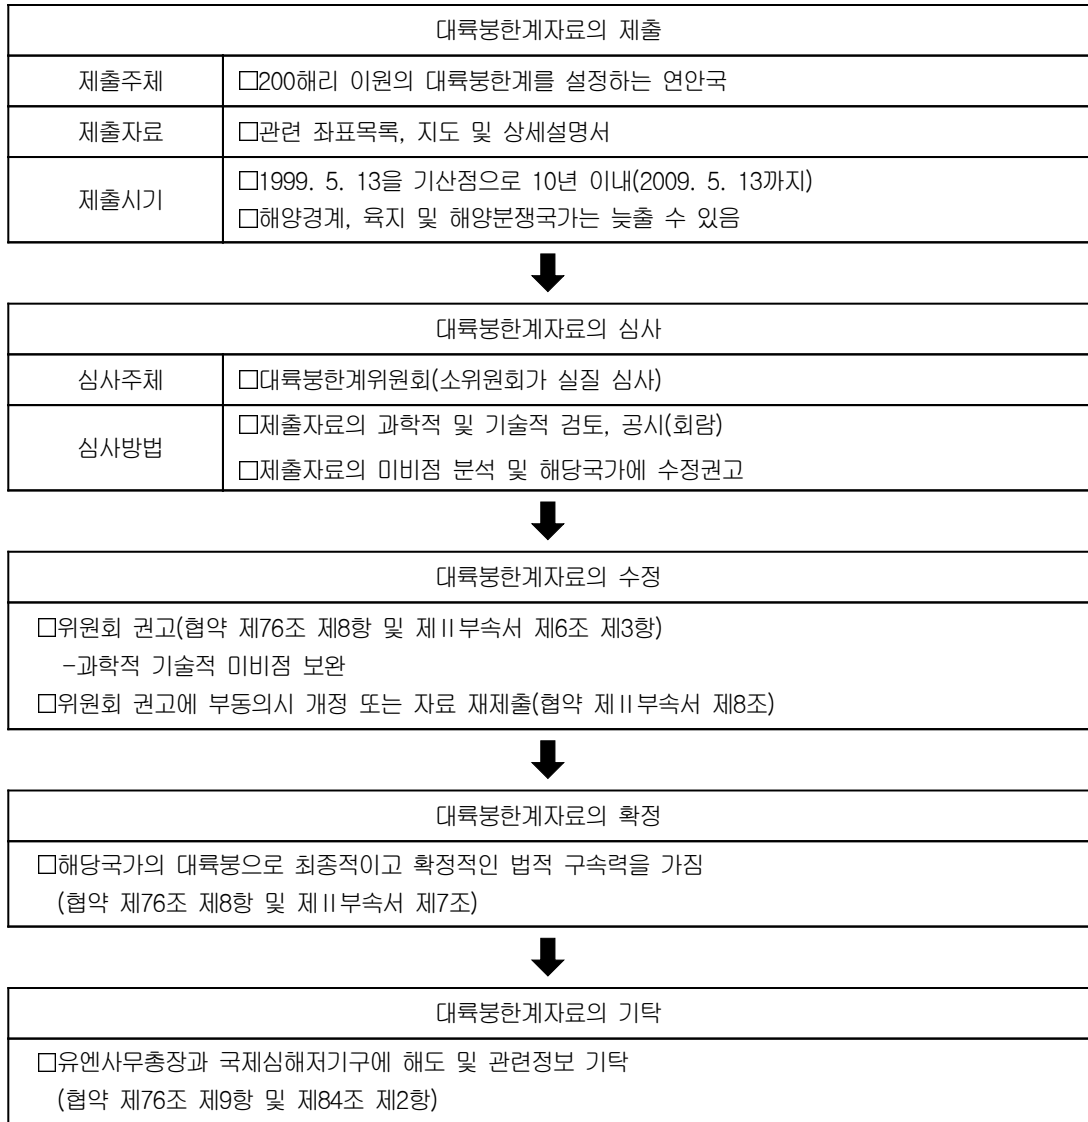 대륙붕한계자료의 제출
제출주체
□200해리 이원의 대륙붕한계를 설정하는 연안국
제출자료
□관련 좌표목록, 지도 및 상세설명서
제출시기
□1999. 5. 13을 기산점으로 10년 이내(2009. 5. 13까지)
□해양경계, 육지 및 해양분쟁국가는 늦출 수 있음
대륙붕한계자료의 심사
심사주체
□대륙붕한계위원회(소위원회가 실질 심사)
심사방법
□제출자료의 과학적 및 기술적 검토, 공시(회람)
□제출자료의 미비점 분석 및 해당국가에 수정권고
대륙붕한계자료의 수정
□위원회 권고(협약 제76조 제8항 및 제II부속서 제6조 제3항)
-과학적 기술적 미비점 보완
□위원회 권고에 부동의시 개정 또는 자료 재제출(협약 제II부속서 제8조)
대륙붕한계자료의 확정
□해당국가의 대륙붕으로 최종적이고 확정적인 법적 구속력을 가짐
(협약 제76조 제8항 및 제II부속서 제7조)
대륙붕한계자료의 기탁
□유엔사무총장과 국제심해저기구에 해도 및 관련정보 기탁
(협약 제76조 제9항 및 제84조 제2항)